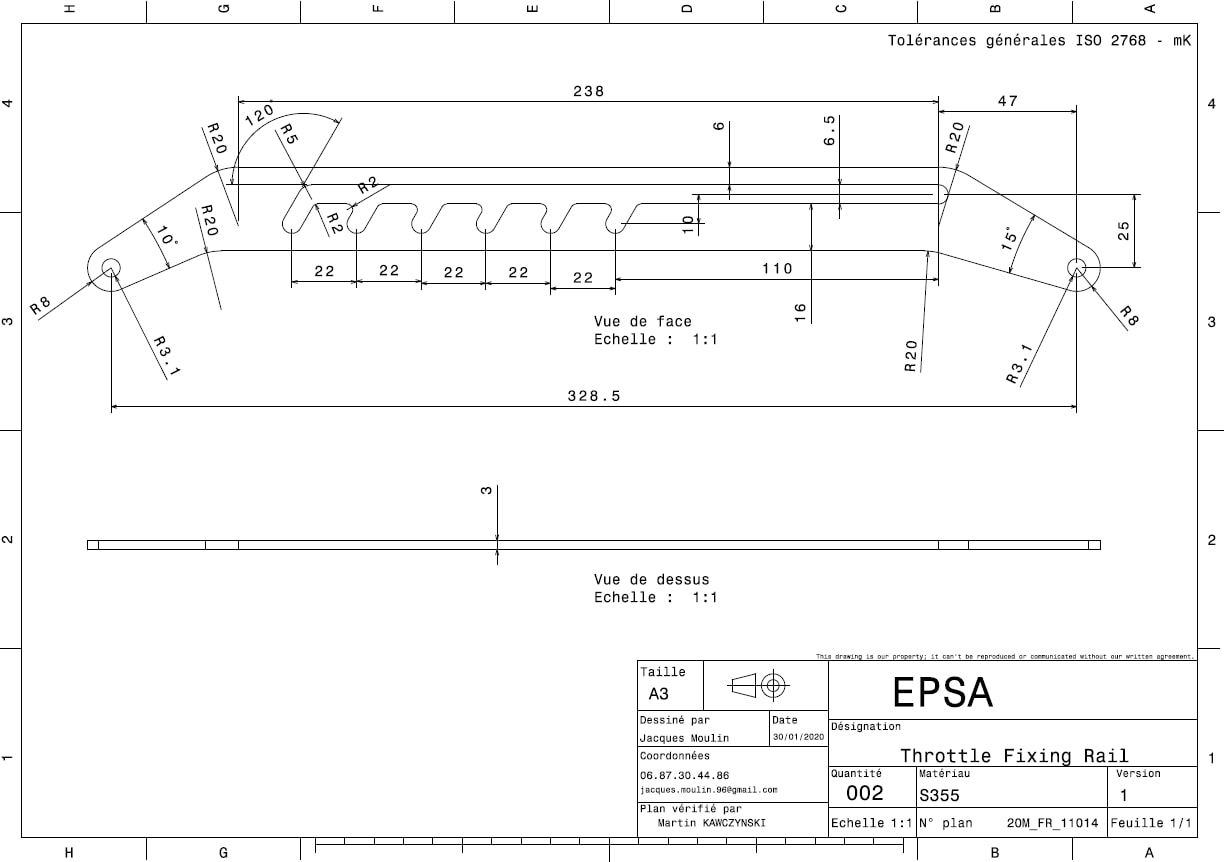 H G F E D C B A
Tolérances générales ISO 2768 - mK
4
4
238
47
120°
R20
R5
6
6.5
R20
R2
R20
R2
10
25
10°
15°
22
22
22
22
22
110
R8
R8
16
3
3
Vue de face
Echelle : 1:1
R3.1
R20
R3.1
328.5
3
2
2
Vue de dessus
Echelle : 1:1
This drawing is our property; it can't be reproduced or communicated without our written agreement.
Taille
A3
EPSA
Dessiné par
Jacques Moulin
Date
30/01/2020
Désignation
Throttle Fixing Rail
1
1
Coordonnées
06.87.30.44.86
jacques.moulin.96@gmail.com
Quantité
002
Matériau
S355
Version
1
Plan vérifié par
Martin KAWCZYNSKI
Echelle 1:1
N° plan 20M_FR_11014
Feuille 1/1
H G B A